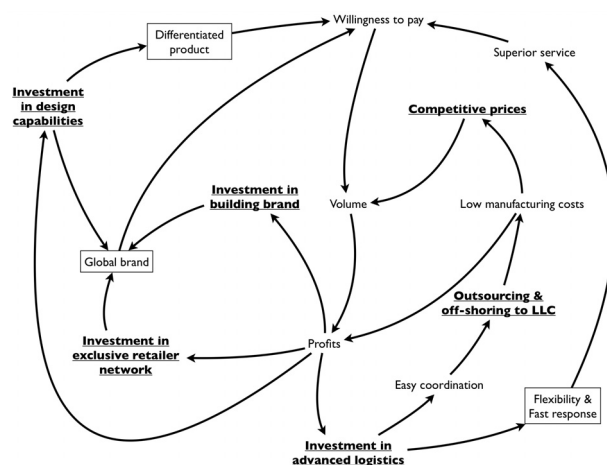 Willingness to pay
Differentiated
product
Superior service
Investment
in design
capabilities
Competitive prices
Investment in
building brand
Volume
Low manufacturing costs
Global brand
Outsourcing &
off-shoring to LLC
Investment in
exclusive retailer
network
Profits
Easy coordination
Flexibility &
Fast response
Investment in
advanced logistics